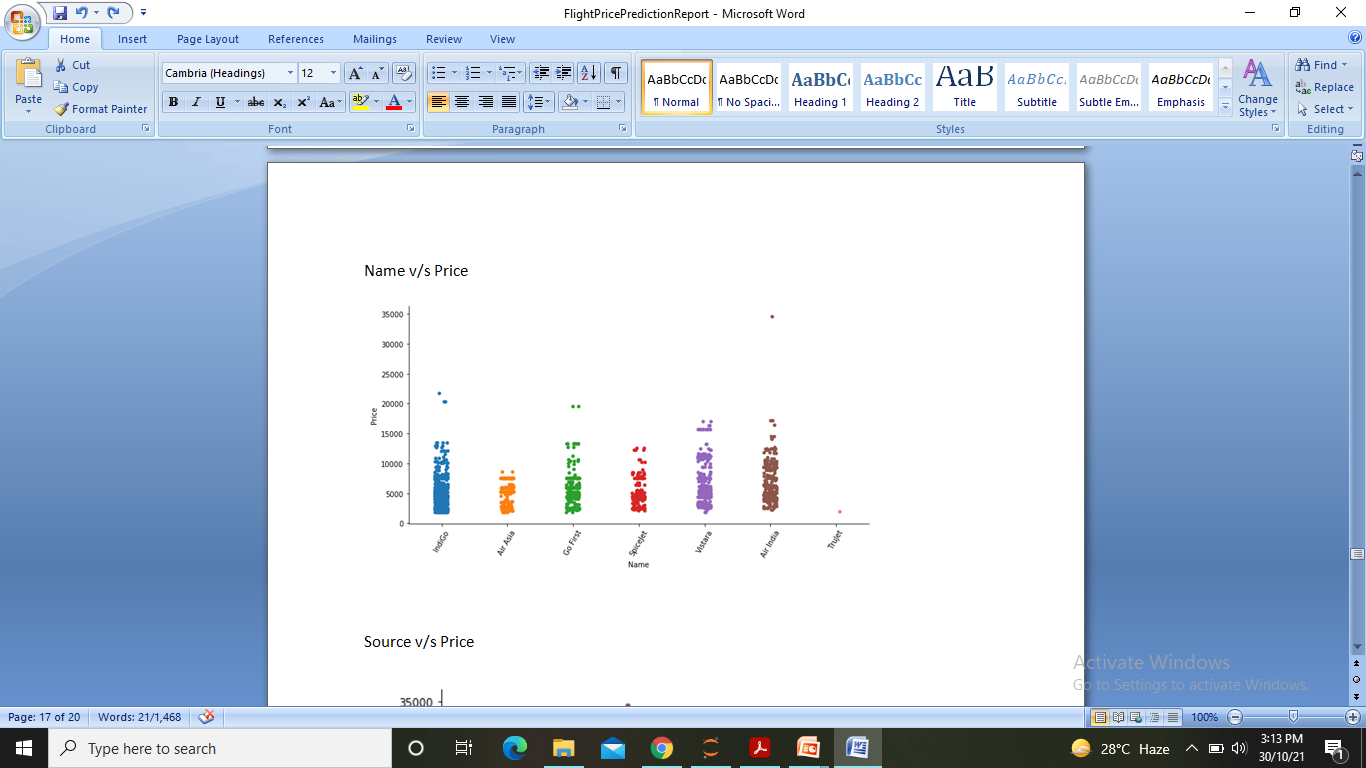 FlightPricePredictionReport - Microsoft Word
Home Insert Page Layout References Mailings Review View
Paste
Cut
Copy
Format Painter
Clipboard
Cambria (Headings) 12
Font
Paragraph
AaBbCcDc AaBbCcDc AaBbC AaBbCc AaB AaBbCc. AaBbCcDc AaBbCcDc
¶ Normal ¶ No Spaci... Heading 1 Heading 2 Title Subtitle Subtle Em... Emphasis
Change
Styles
Styles
Find
Replace
Select
Editing
Name v/s Price
35000
30000
25000
20000
15000
10000
5000
0
Price
IndiGo Air Asia Go First SpiceJet Vistara Air India TruJet
Name
Source v/s Price
35000
Activate Windows
Go to Settings to activate Windows.
Page: 17 of 20 Words: 21/1,468 100%
Type here to search
28°C Haze
3:13 PM
30/10/21
1